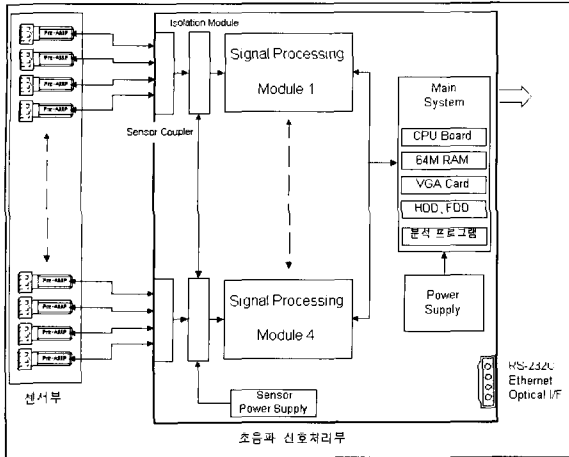 Isolation Module
Pre-AMP
Pre-AMP
Pre-AMP
Pre-AMP
Signal Processing
Module 1
Sensor Coupler
Main
System
CPU Board
64M RAM
VGA Card
HDD, FDD
분석 프로그램
Pre-AMP
Pre-AMP
Pre-AMP
Pre-AMP
Signal Processing
Module 4
Power
Supply
센서부
Sensor
Power Supply
RS-232C
Ethernet
Optical I/F
초음파 신호처리부